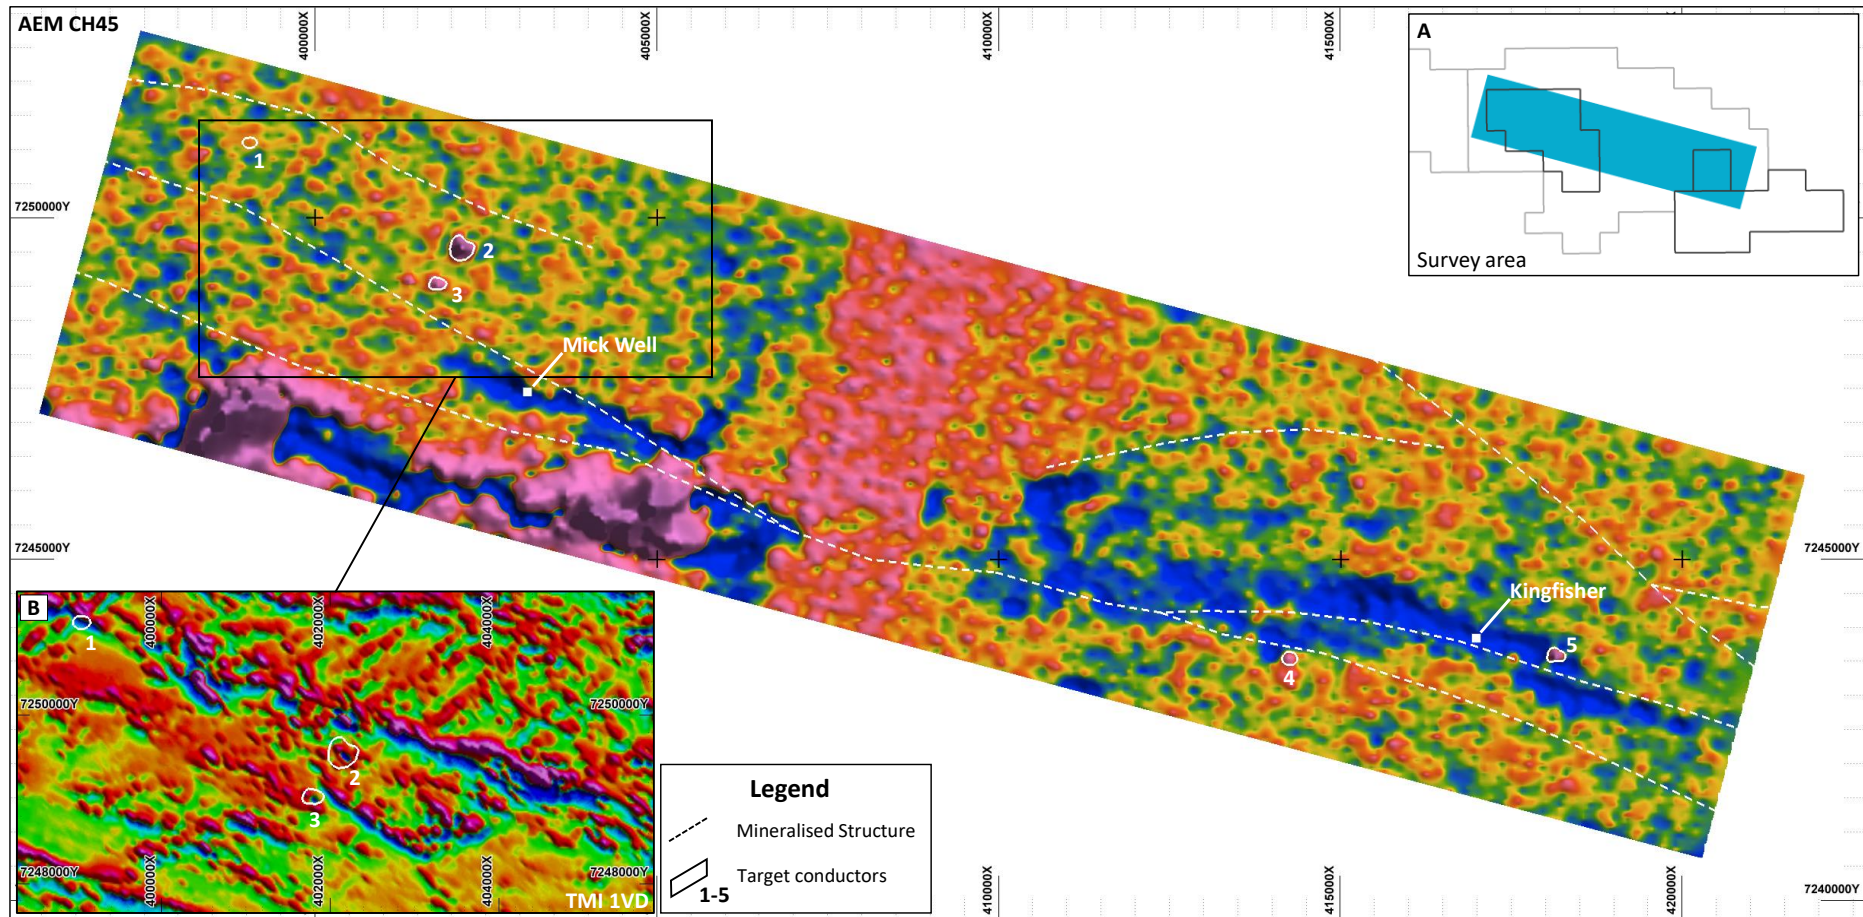 AEM CH45
400000X
405000X
410000X
415000X
A
Survey area
1
7250000Y
2
3
Mick Well
7245000Y
7245000Y
Kingfisher
5
4
B
400000X
402000X
404000X
1
7250000Y
7250000Y
2
3
7248000Y
400000X
402000X
404000X
7248000Y
TMI 1VD
Legend
Mineralised Structure
Target conductors
1-5
410000X
415000X
420000X
7240000Y